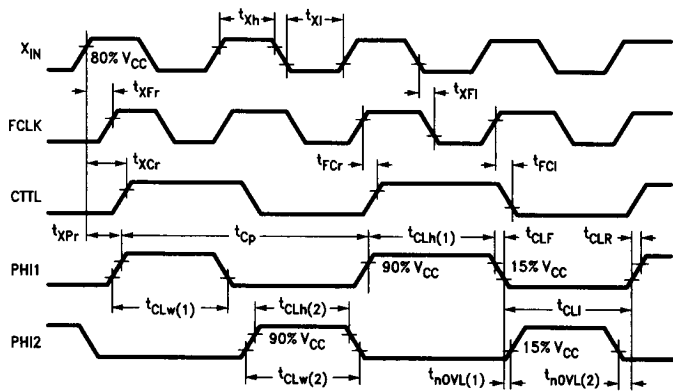 tXh tXl
XIN
80% VCC
tXFr tXFl
FCLK
tXCr tFCr tFCl
CTTL
tXPr tCp tCLh(1) tCLF tCLR
PHI1 90% VCC 15% VCC
tCLw(1) tCLh(2) tCLl
PHI2 90% VCC 15% VCC
tCLw(2) tnOVL(1) tnOVL(2)